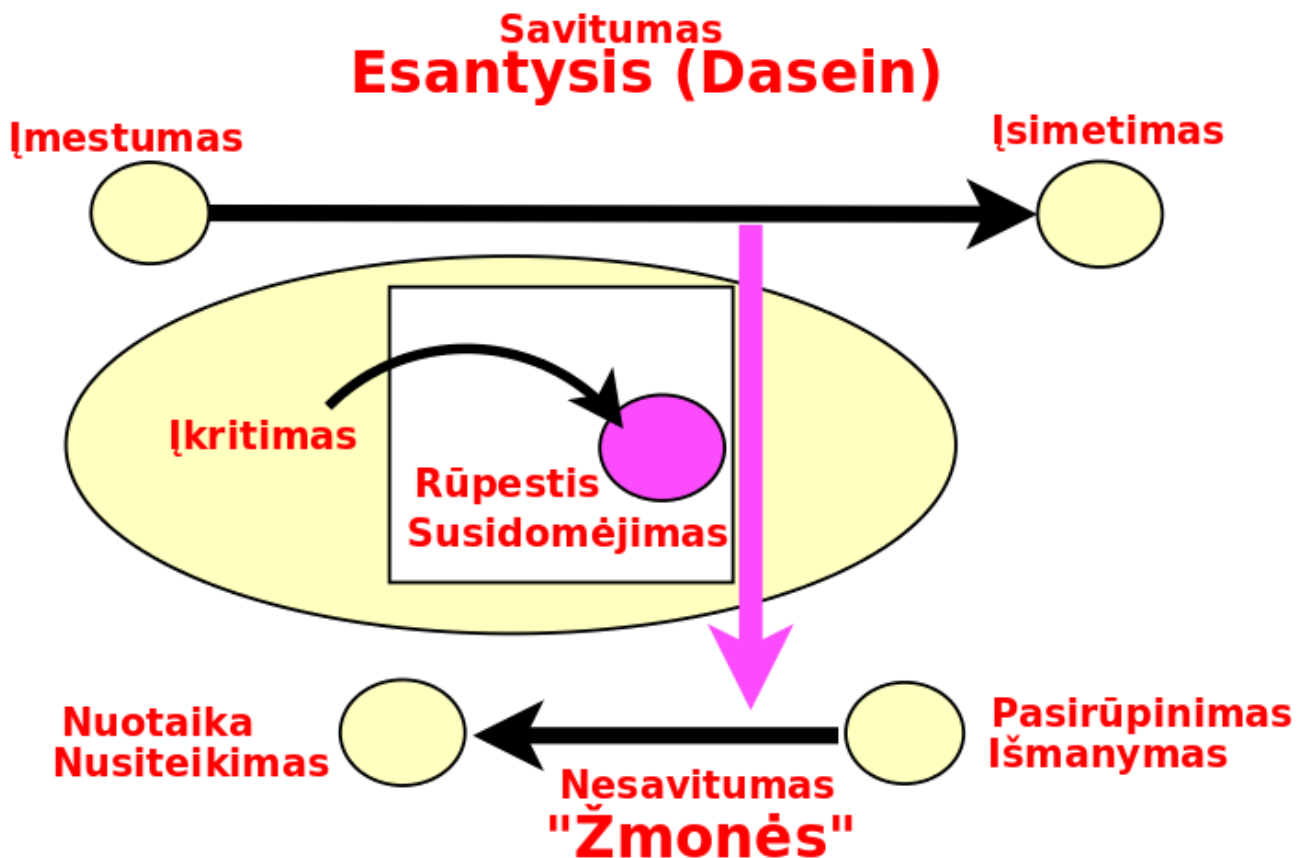 Savitumas
Esantysis (Dasein)
Įmestumas
Įsimetimas
Įkritimas
Rūpestis
Susidomėjimas
Nuotaika
Nusiteikimas
Pasirūpinimas
Išmanymas
Nesavitumas
"Žmonės"